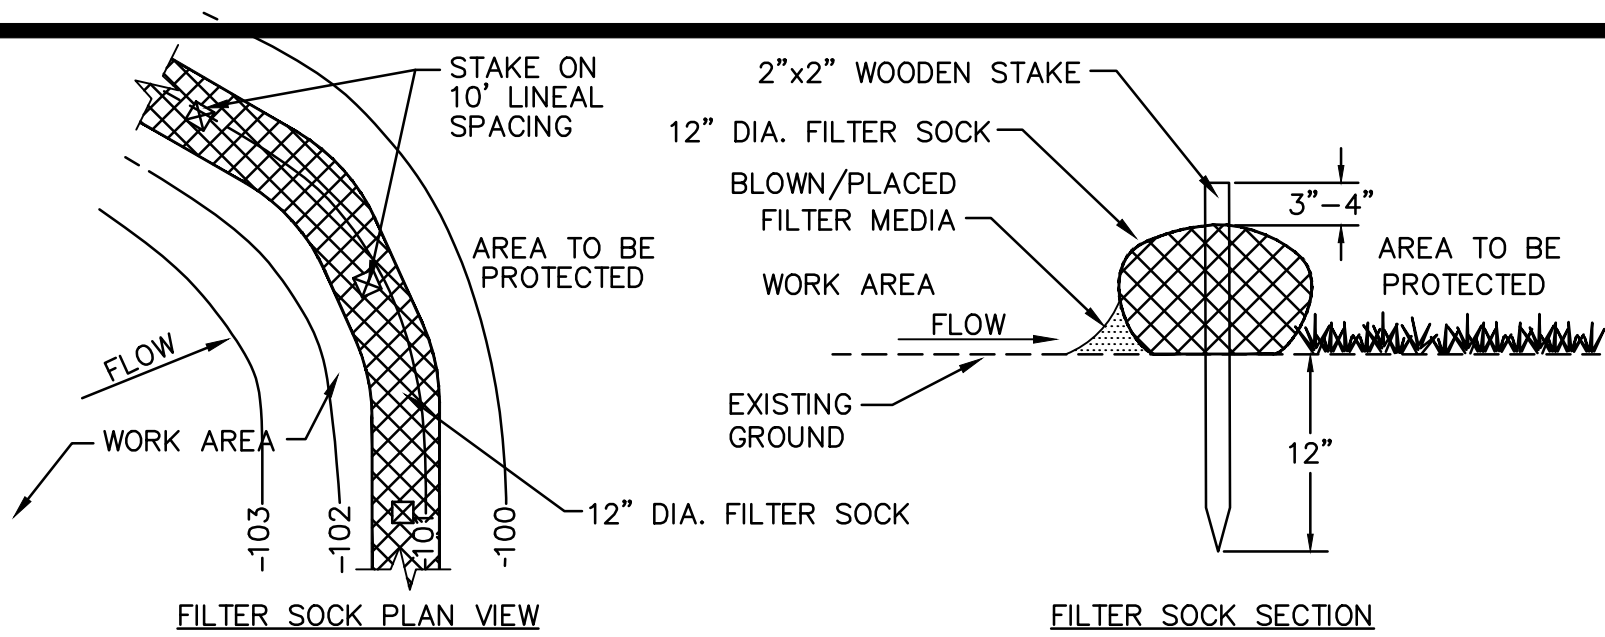 STAKE ON
10' LINEAL
SPACING
AREA TO BE
PROTECTED
FLOW
WORK AREA
12" DIA. FILTER SOCK
-103
-102
-101
-100
FILTER SOCK PLAN VIEW
2"x2" WOODEN STAKE
12" DIA. FILTER SOCK
BLOWN/PLACED
FILTER MEDIA
3"-4"
AREA TO BE
PROTECTED
WORK AREA
FLOW
EXISTING
GROUND
12"
FILTER SOCK SECTION